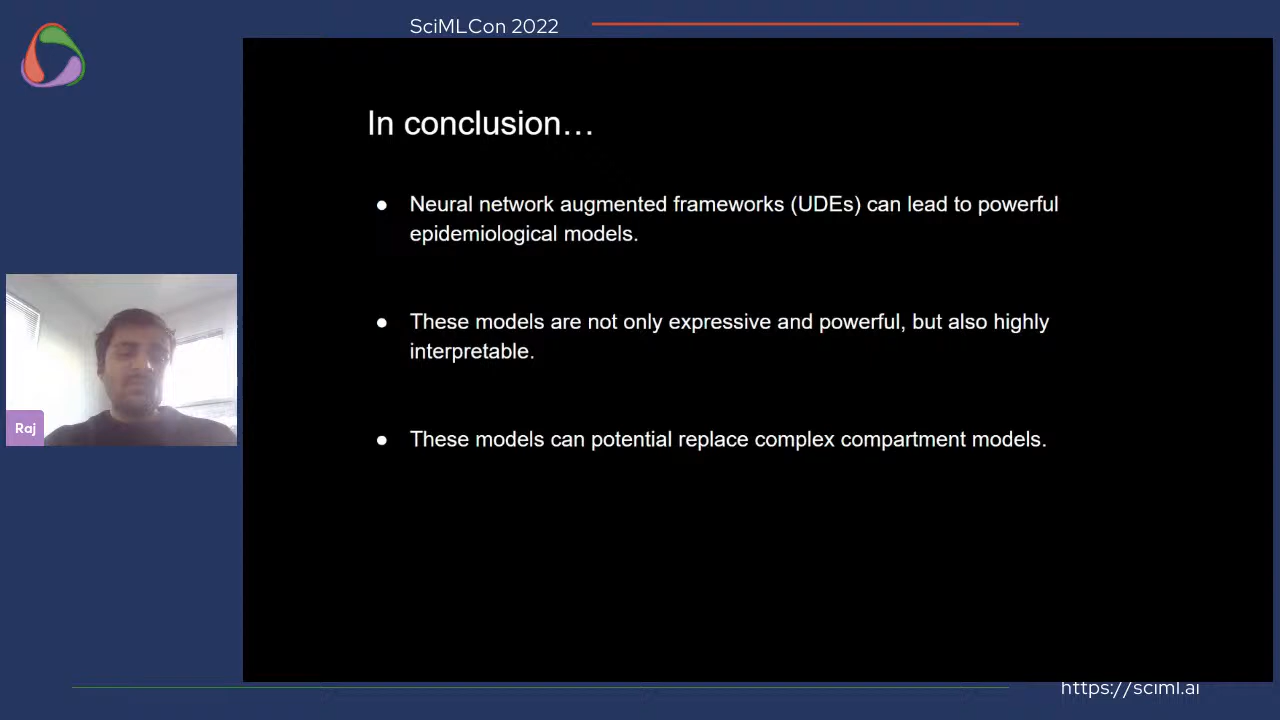 SciMLCon 2022
In conclusion…
● Neural network augmented frameworks (UDEs) can lead to powerful
epidemiological models.
● These models are not only expressive and powerful, but also highly
interpretable.
● These models can potential replace complex compartment models.
Raj
https://sciml.ai